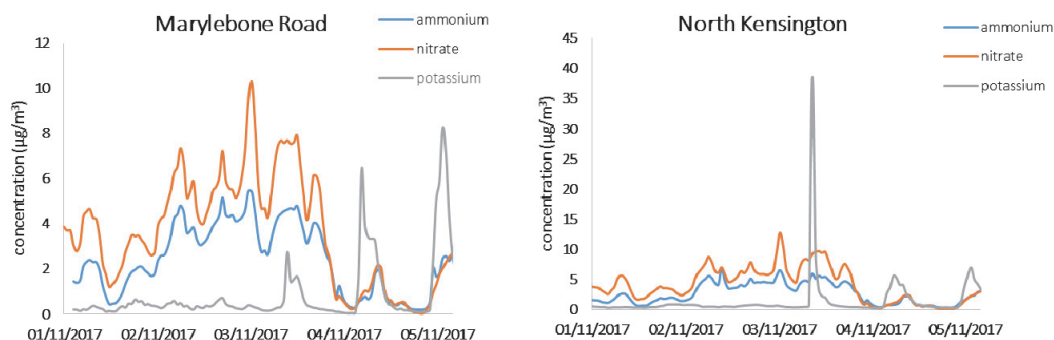 Marylebone Road
ammonium
nitrate
potassium
12
10
8
6
4
2
0
concentration (µg/m³)
01/11/2017 02/11/2017 03/11/2017 04/11/2017 05/11/2017
North Kensington
ammonium
nitrate
potassium
45
40
35
30
25
20
15
10
5
0
concentration (µg/m³)
01/11/2017 02/11/2017 03/11/2017 04/11/2017 05/11/2017